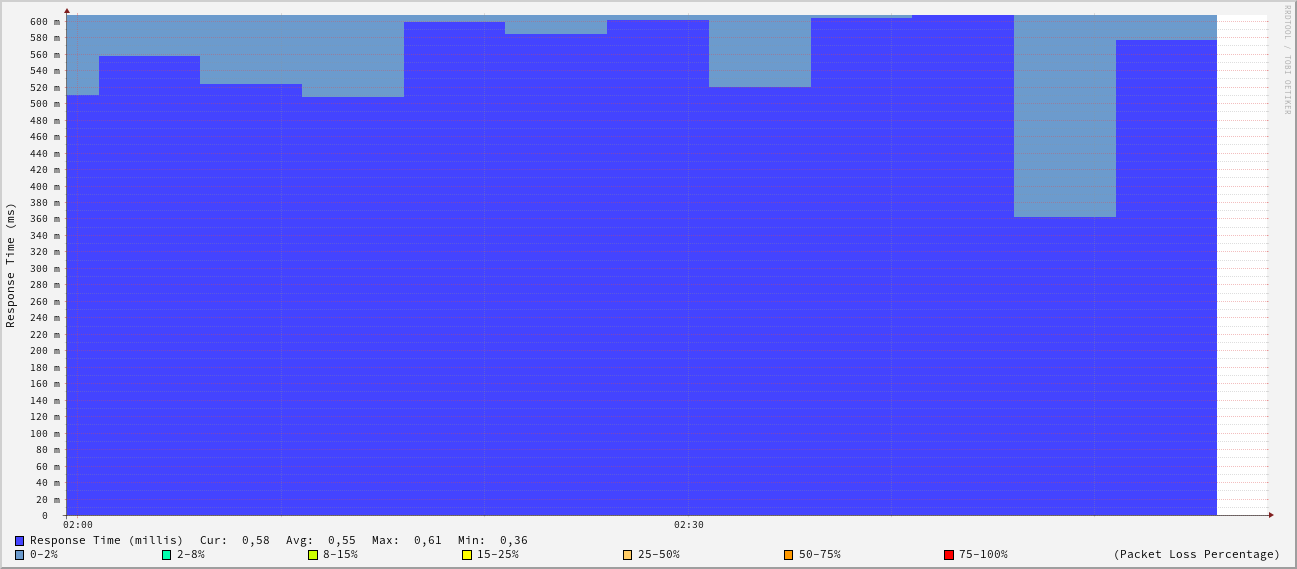 RRDTOOL / TOBI OETIKER
Response Time (ms)
600 m
580 m
560 m
540 m
520 m
500 m
480 m
460 m
440 m
420 m
400 m
380 m
360 m
340 m
320 m
300 m
280 m
260 m
240 m
220 m
200 m
180 m
160 m
140 m
120 m
100 m
80 m
60 m
40 m
20 m
0
02:00 02:30
Response Time (millis) Cur: 0,58 Avg: 0,55 Max: 0,61 Min: 0,36
0-2% 2-8% 8-15% 15-25% 25-50% 50-75% 75-100% (Packet Loss Percentage)